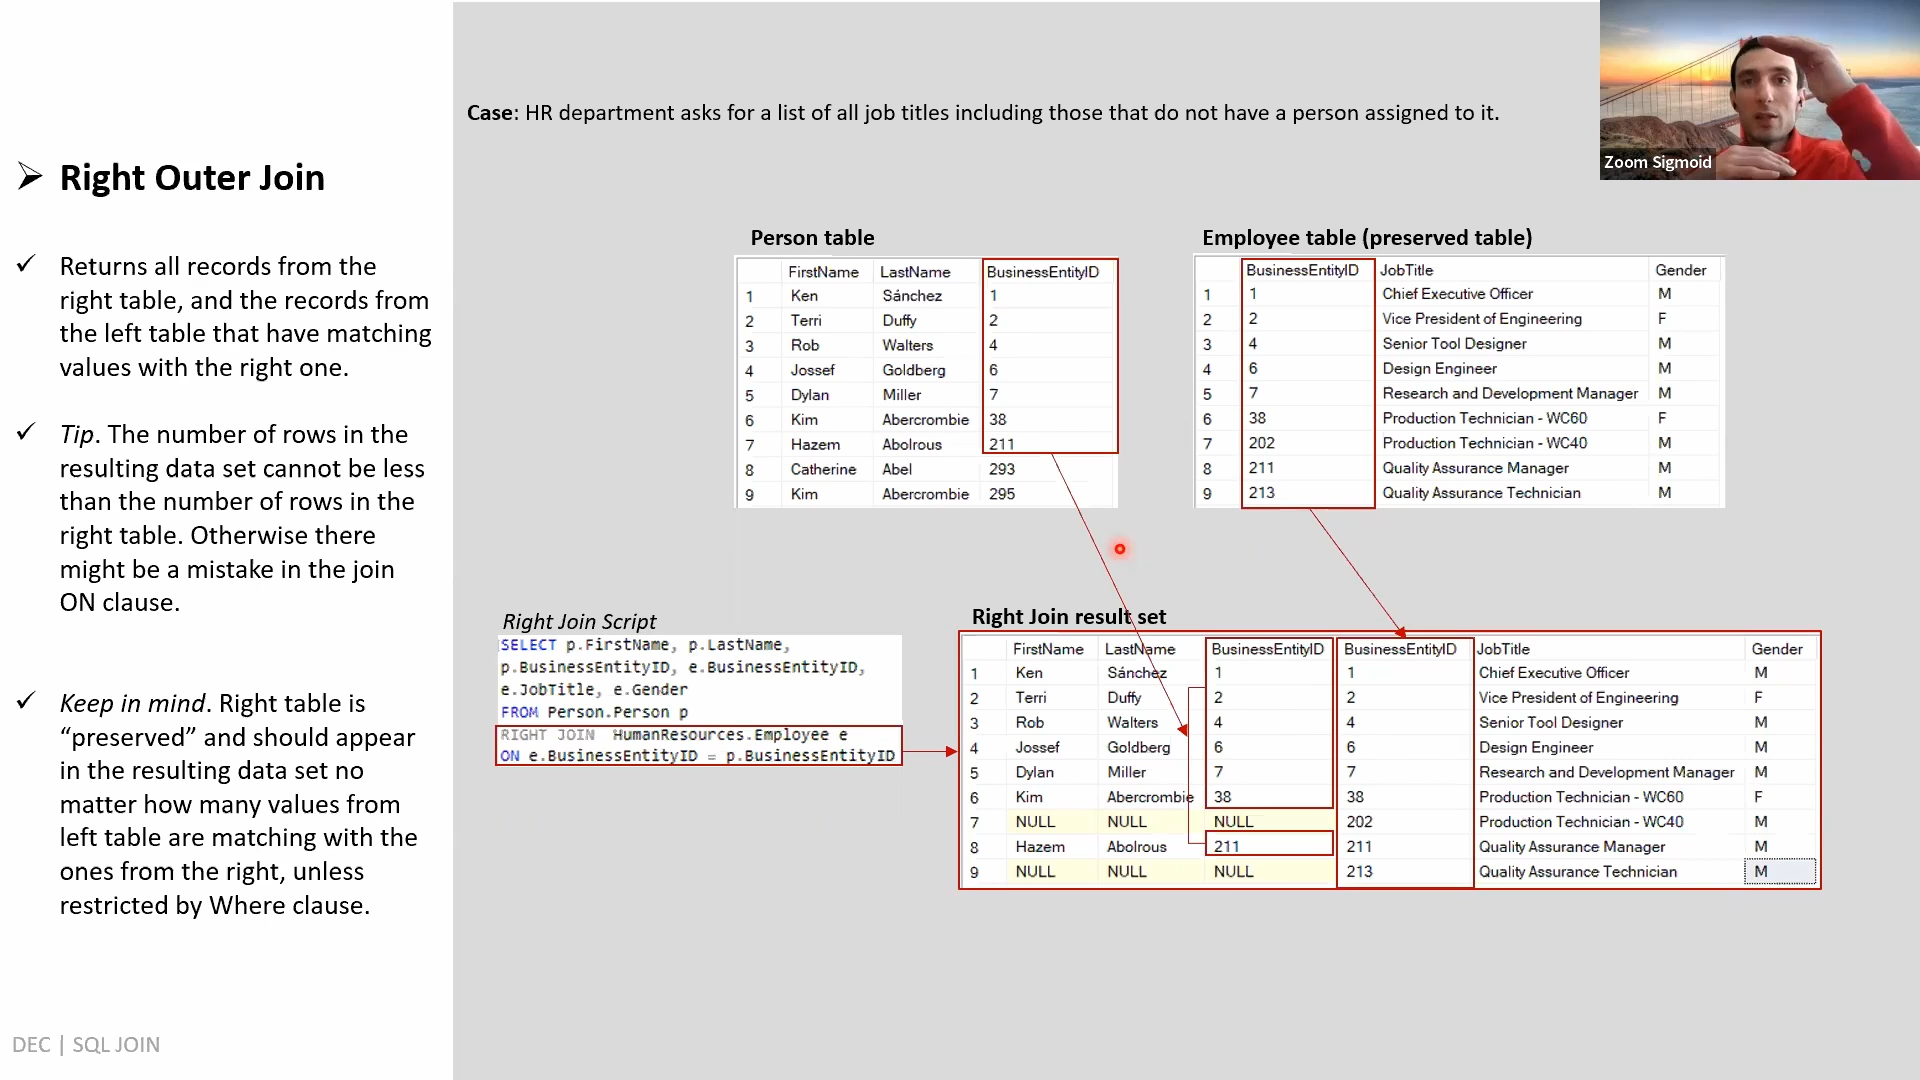 Case: HR department asks for a list of all job titles including those that do not have a person assigned to it.
Zoom Sigmoid
Right Outer Join
Returns all records from the
right table, and the records from
the left table that have matching
values with the right one.
Tip. The number of rows in the
resulting data set cannot be less
than the number of rows in the
right table. Otherwise there
might be a mistake in the join
ON clause.
Keep in mind. Right table is
“preserved” and should appear
in the resulting data set no
matter how many values from
left table are matching with the
ones from the right, unless
restricted by Where clause.
DEC | SQL JOIN
Person table
FirstName LastName BusinessEntityID
1 Ken Sánchez 1
2 Terri Duffy 2
3 Rob Walters 4
4 Jossef Goldberg 6
5 Dylan Miller 7
6 Kim Abercrombie 38
7 Hazem Abolrous 211
8 Catherine Abel 293
9 Kim Abercrombie 295
Employee table (preserved table)
BusinessEntityID JobTitle Gender
1 1 Chief Executive Officer M
2 2 Vice President of Engineering F
3 4 Senior Tool Designer M
4 6 Design Engineer M
5 7 Research and Development Manager M
6 38 Production Technician - WC60 F
7 202 Production Technician - WC40 M
8 211 Quality Assurance Manager M
9 213 Quality Assurance Technician M
Right Join Script
SELECT p.FirstName, p.LastName,
p.BusinessEntityID, e.BusinessEntityID,
e.JobTitle, e.Gender
FROM Person.Person p
RIGHT JOIN HumanResources.Employee e
ON e.BusinessEntityID = p.BusinessEntityID
Right Join result set
FirstName LastName BusinessEntityID BusinessEntityID JobTitle Gender
1 Ken Sánchez 1 1 Chief Executive Officer M
2 Terri Duffy 2 2 Vice President of Engineering F
3 Rob Walters 4 4 Senior Tool Designer M
4 Jossef Goldberg 6 6 Design Engineer M
5 Dylan Miller 7 7 Research and Development Manager M
6 Kim Abercrombie 38 38 Production Technician - WC60 F
7 NULL NULL NULL 202 Production Technician - WC40 M
8 Hazem Abolrous 211 211 Quality Assurance Manager M
9 NULL NULL NULL 213 Quality Assurance Technician M